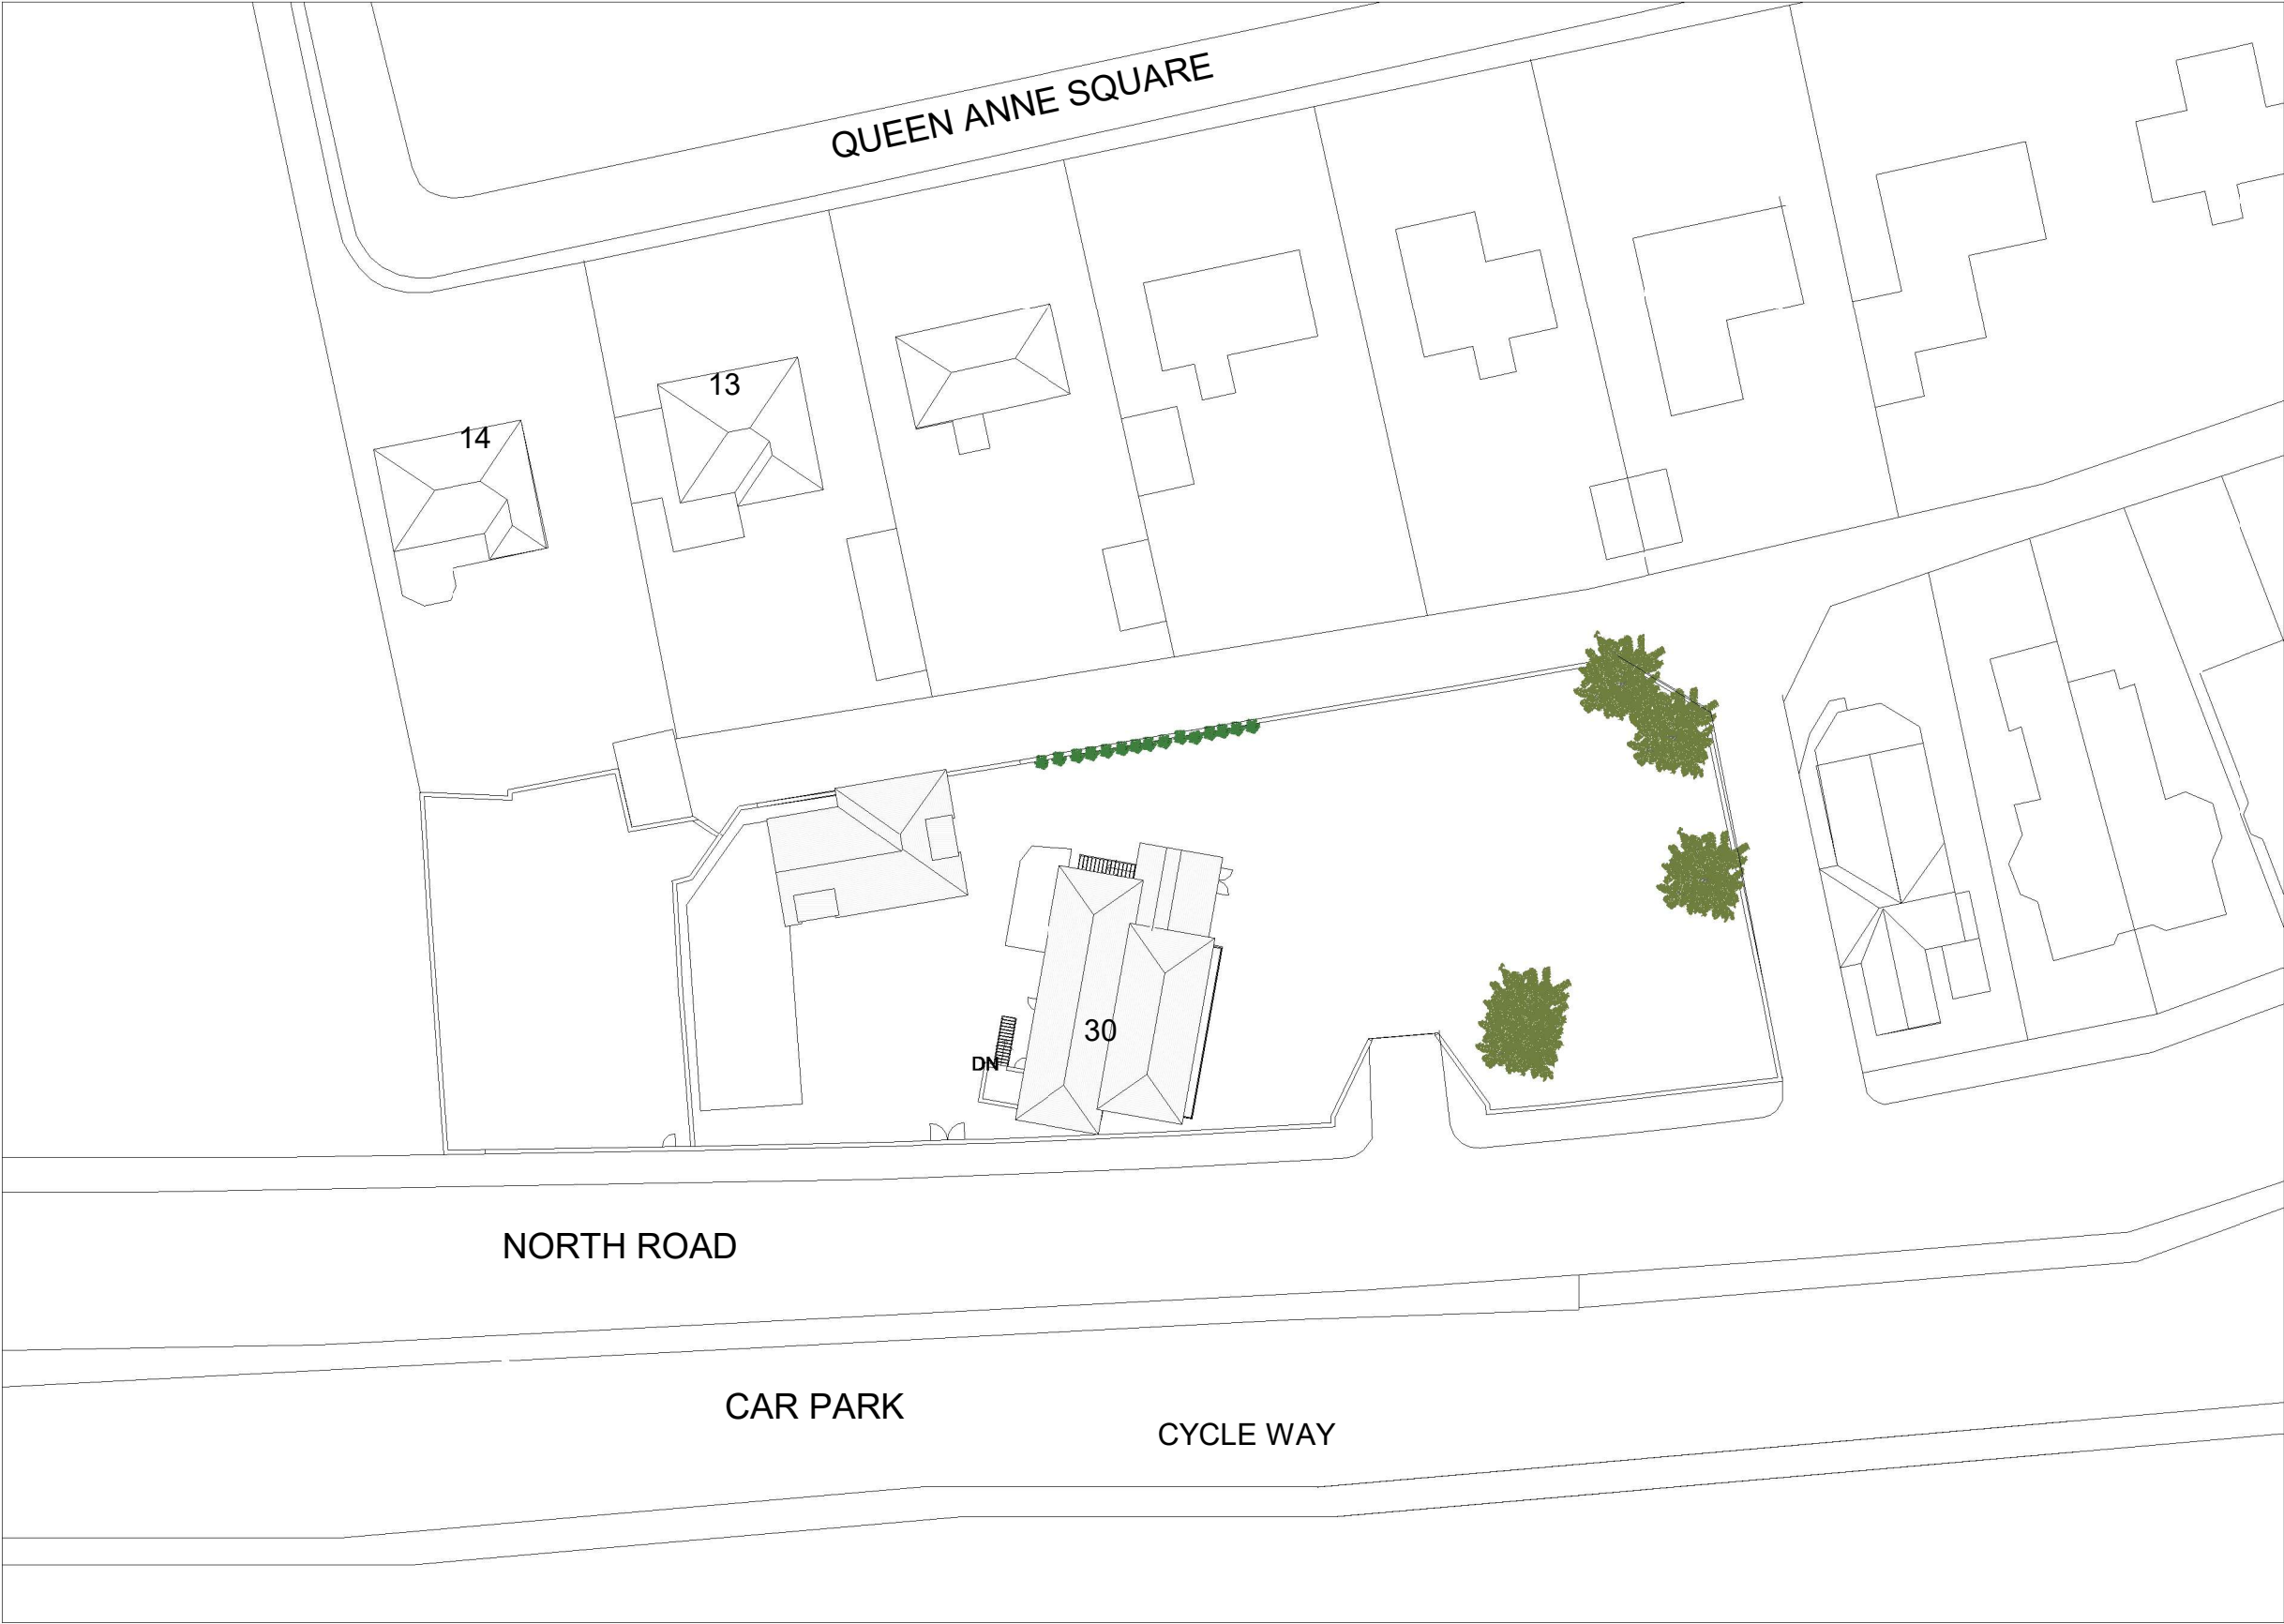 QUEEN ANNE SQUARE
13
14
30
DN
NORTH ROAD
CAR PARK
CYCLE WAY